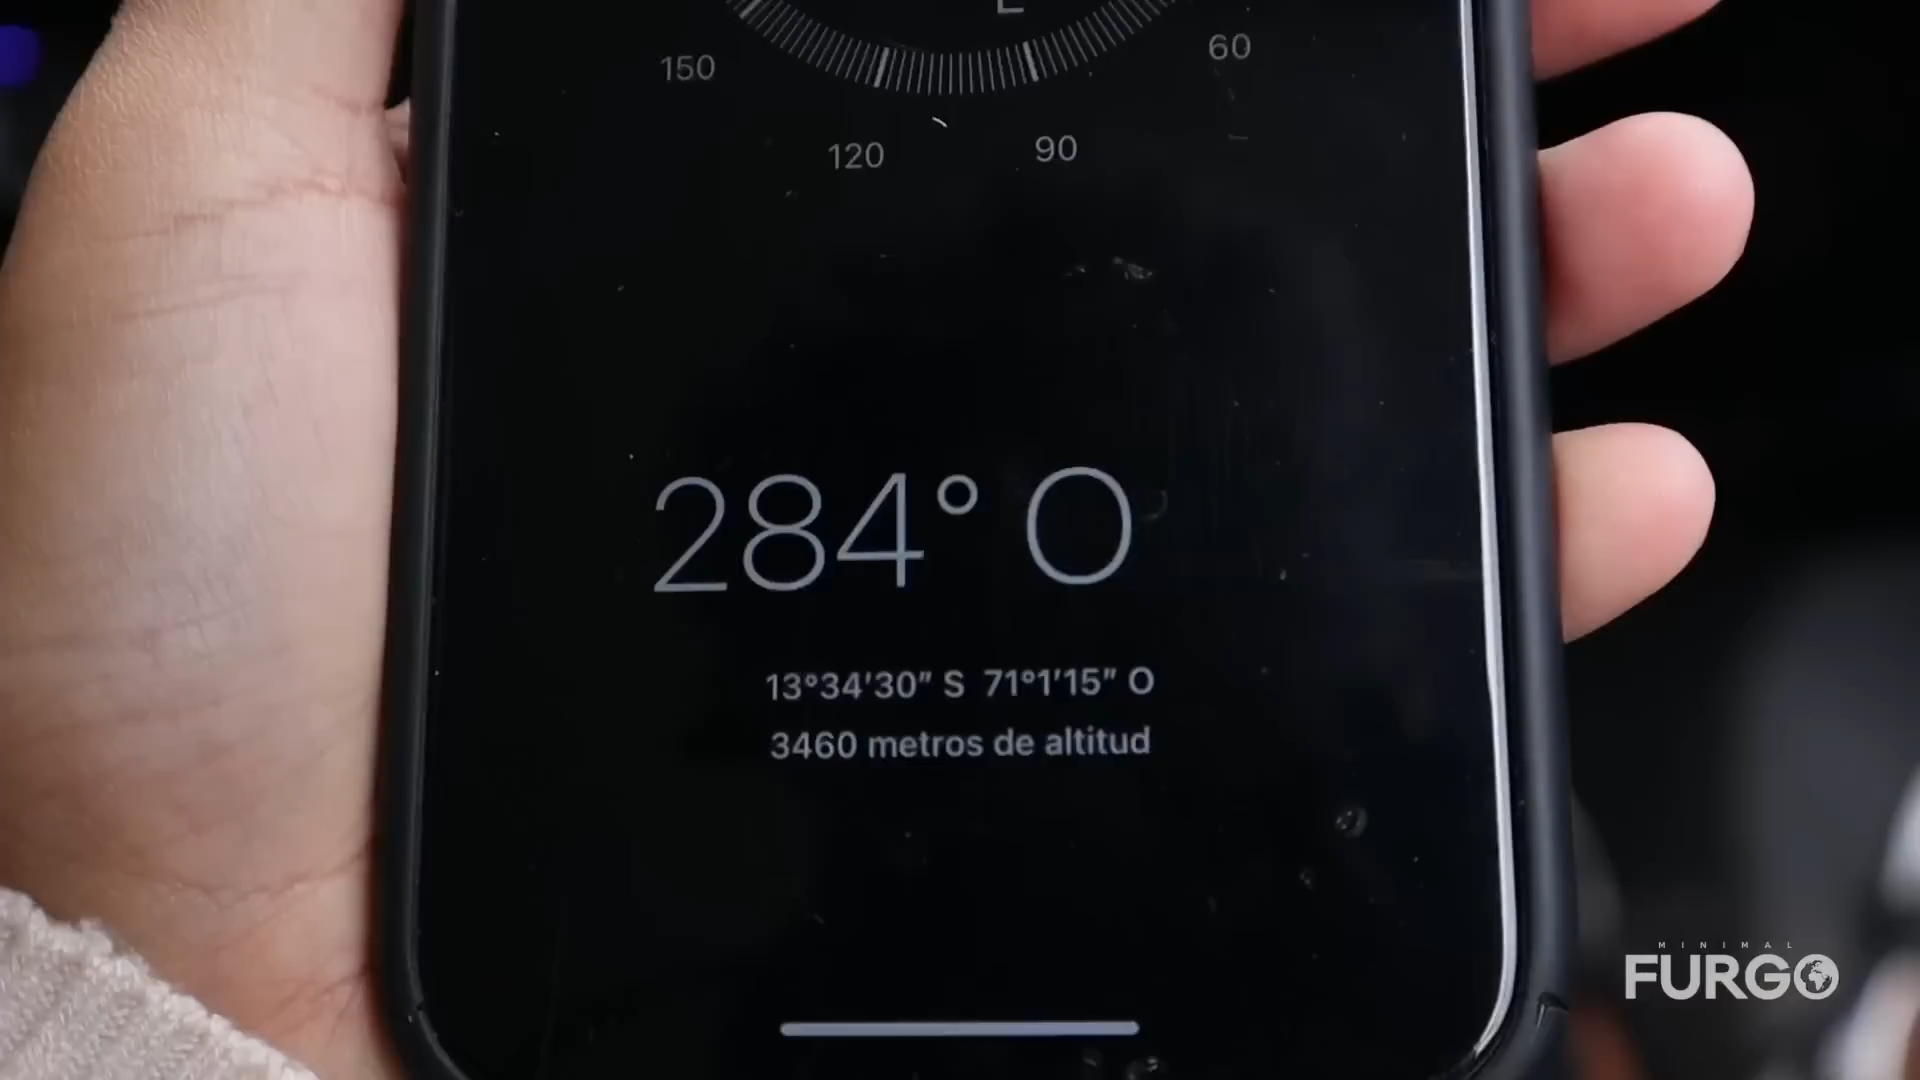 E
150
60
120
90
284° O
13°34′30″ S 71°1′15″ O
3460 metros de altitud
MINIMAL
FURGO